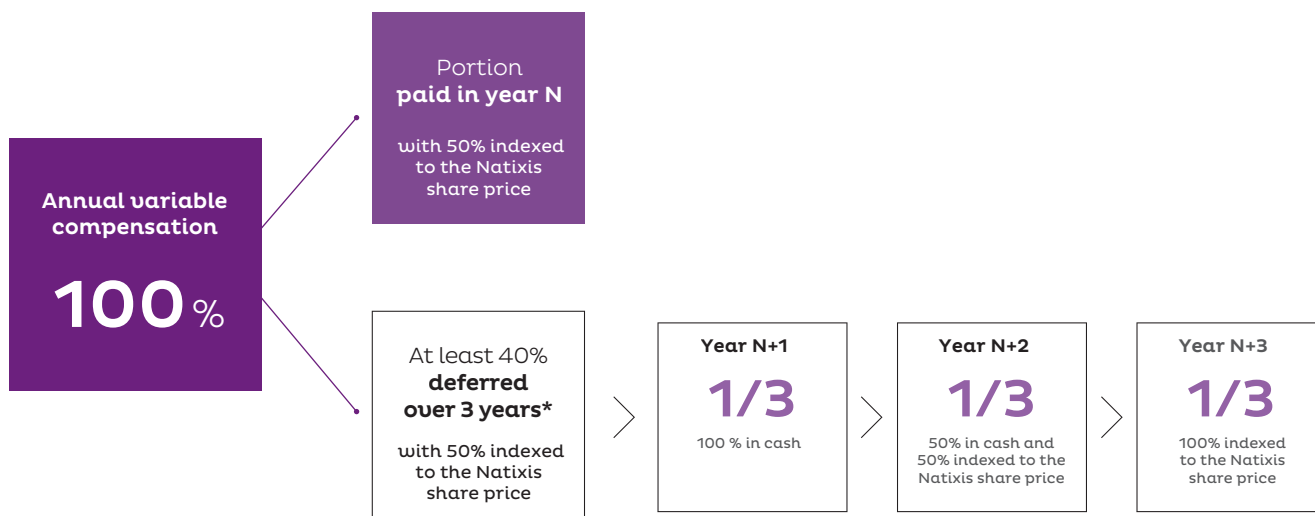 Annual variable
compensation
100 %
Portion
paid in year N
with 50% indexed
to the Natixis
share price
At least 40%
deferred
over 3 years*
with 50% indexed
to the Natixis
share price
Year N+1
1/3
100 % in cash
Year N+2
1/3
50% in cash and
50% indexed to the
Natixis share price
Year N+3
1/3
100% indexed
to the Natixis
share price